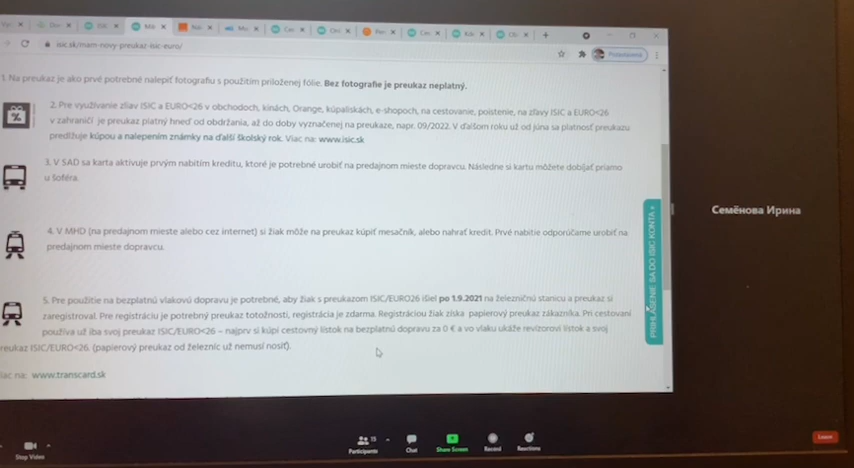 isic.sk/mam-novy-preukaz-isic-euro/
1. Na preukaz je ako prvé potrebné nalepiť fotografiu s použitím priloženej fólie. Bez fotografie je preukaz neplatný.
2. Pre využívanie zliav ISIC a EURO<26 v obchodoch, kinách, Orange, kúpaliskách, e-shopoch, na cestovanie, poistenie, na zľavy ISIC a EURO<26
v zahraničí je preukaz platný hneď od obdržania, až do doby vyznačenej na preukaze, napr. 09/2022. V ďalšom roku už od júna sa platnosť preukazu
predlžuje kúpou a nalepením známky na ďalší školský rok. Viac na: www.isic.sk
3. V SAD sa karta aktivuje prvým nabitím kreditu, ktoré je potrebné urobiť na predajnom mieste dopravcu. Následne si kartu môžete dobíjať priamo
u šoféra.
4. V MHD (na predajnom mieste alebo cez internet) si žiak môže na preukaz kúpiť mesačník, alebo nahrať kredit. Prvé nabitie odporúčame urobiť na
predajnom mieste dopravcu.
5. Pre použitie na bezplatnú vlakovú dopravu je potrebné, aby žiak s preukazom ISIC/EURO26 išiel po 1.9.2021 na železničnú stanicu a preukaz si
zaregistroval. Pre registráciu je potrebný preukaz totožnosti, registrácia je zdarma. Registráciou žiak získa papierový preukaz zákazníka. Pri cestovaní
používa už iba svoj preukaz ISIC/EURO<26 – najprv si kúpi cestovný lístok na bezplatnú dopravu za 0 € a vo vlaku ukáže revízorovi lístok a svoj
reukaz ISIC/EURO<26. (papierový preukaz od železníc už nemusí nosiť).
iac na: www.transcard.sk
PRIHLÁSENIE SA DO ISIC KONTA
Семёнова Ирина
Stop Video
13
Participants
Chat
Share Screen
Record
Reactions
Leave